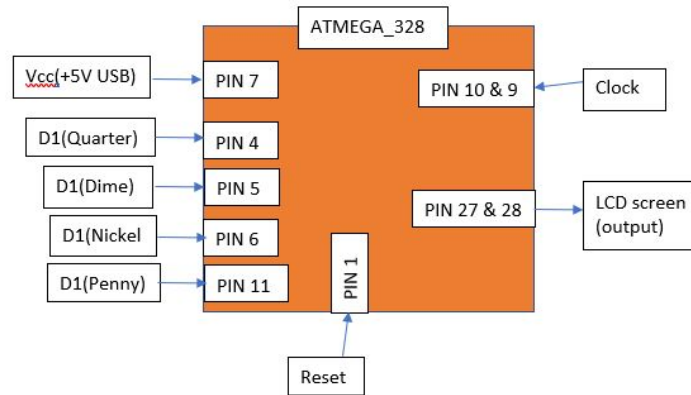 ATMEGA_328
Vcc(+5V USB)
PIN 7
PIN 10 & 9
Clock
D1(Quarter)
PIN 4
D1(Dime)
PIN 5
PIN 27 & 28
LCD screen
(output)
D1(Nickel
PIN 6
D1(Penny)
PIN 11
PIN 1
Reset